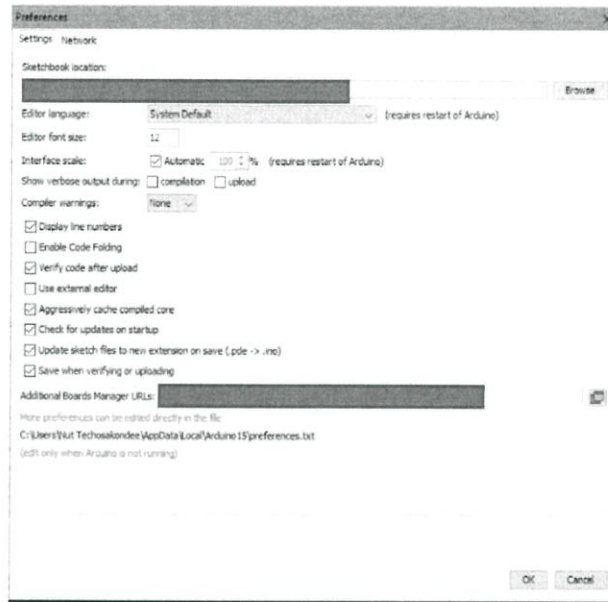 Preferences
Settings Network
Sketchbook location:
Browse
Editor language: System Default (requires restart of Arduino)
Editor font size: 12
Interface scale: Automatic 100 % (requires restart of Arduino)
Show verbose output during: compilation upload
Compiler warnings: None
Display line numbers
Enable Code Folding
Verify code after upload
Use external editor
Aggressively cache compiled core
Check for updates on startup
Update sketch files to new extension on save (.pde -> .ino)
Save when verifying or uploading
Additional Boards Manager URLs:
More preferences can be edited directly in the file
C:\Users\Nut Techosakondee\AppData\Local\Arduino15\preferences.txt
(edit only when Arduino is not running)
OK Cancel